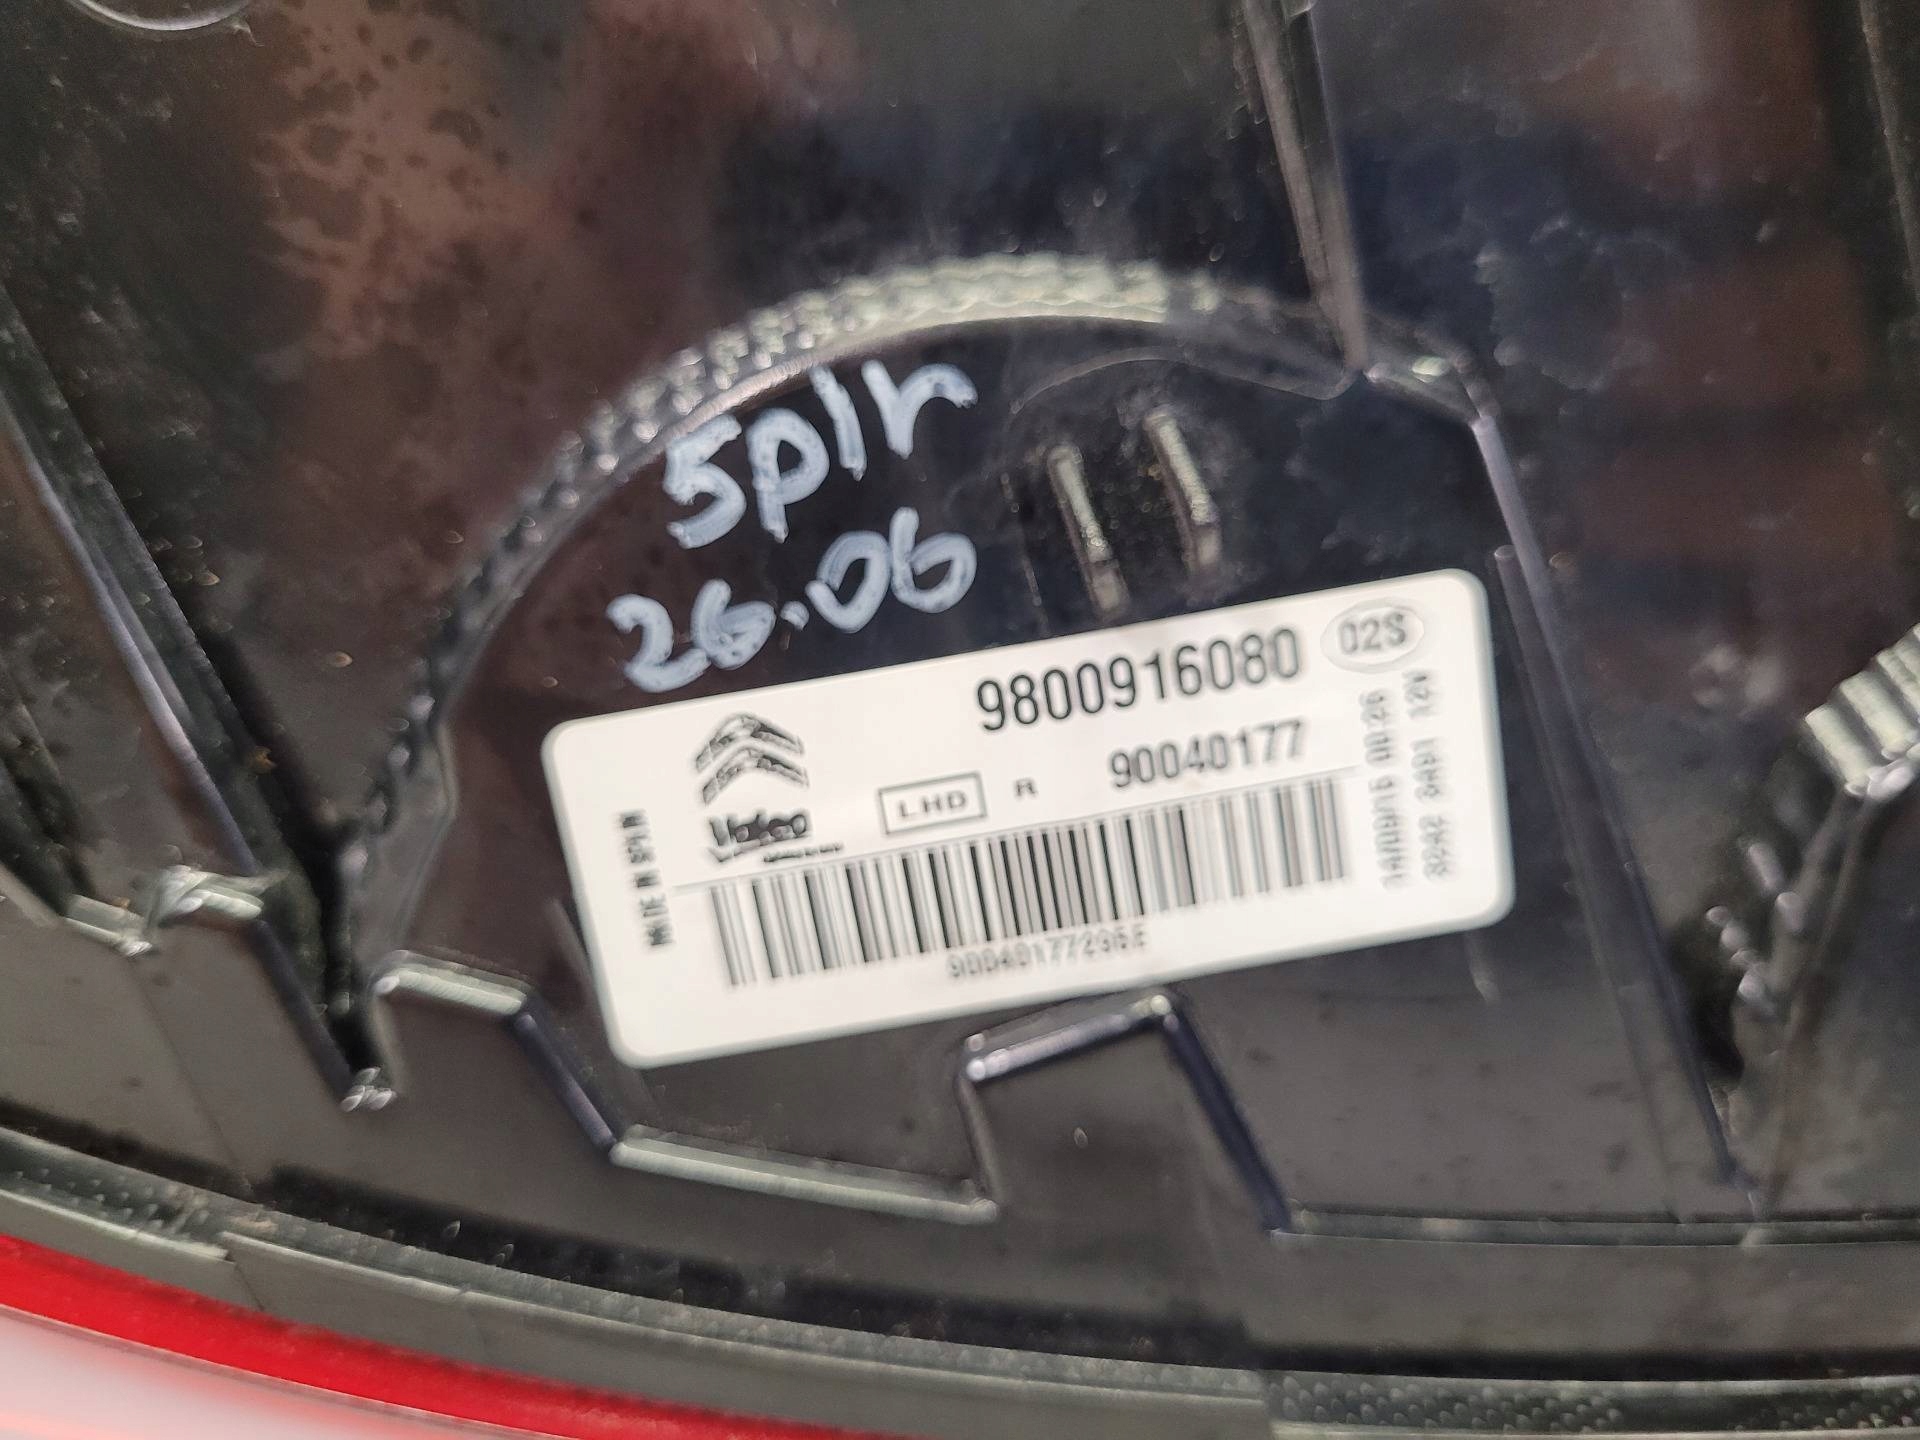 5plr
26.06
9800916080
02S
Valeo
LHD
R
90040177
MADE IN SPAIN